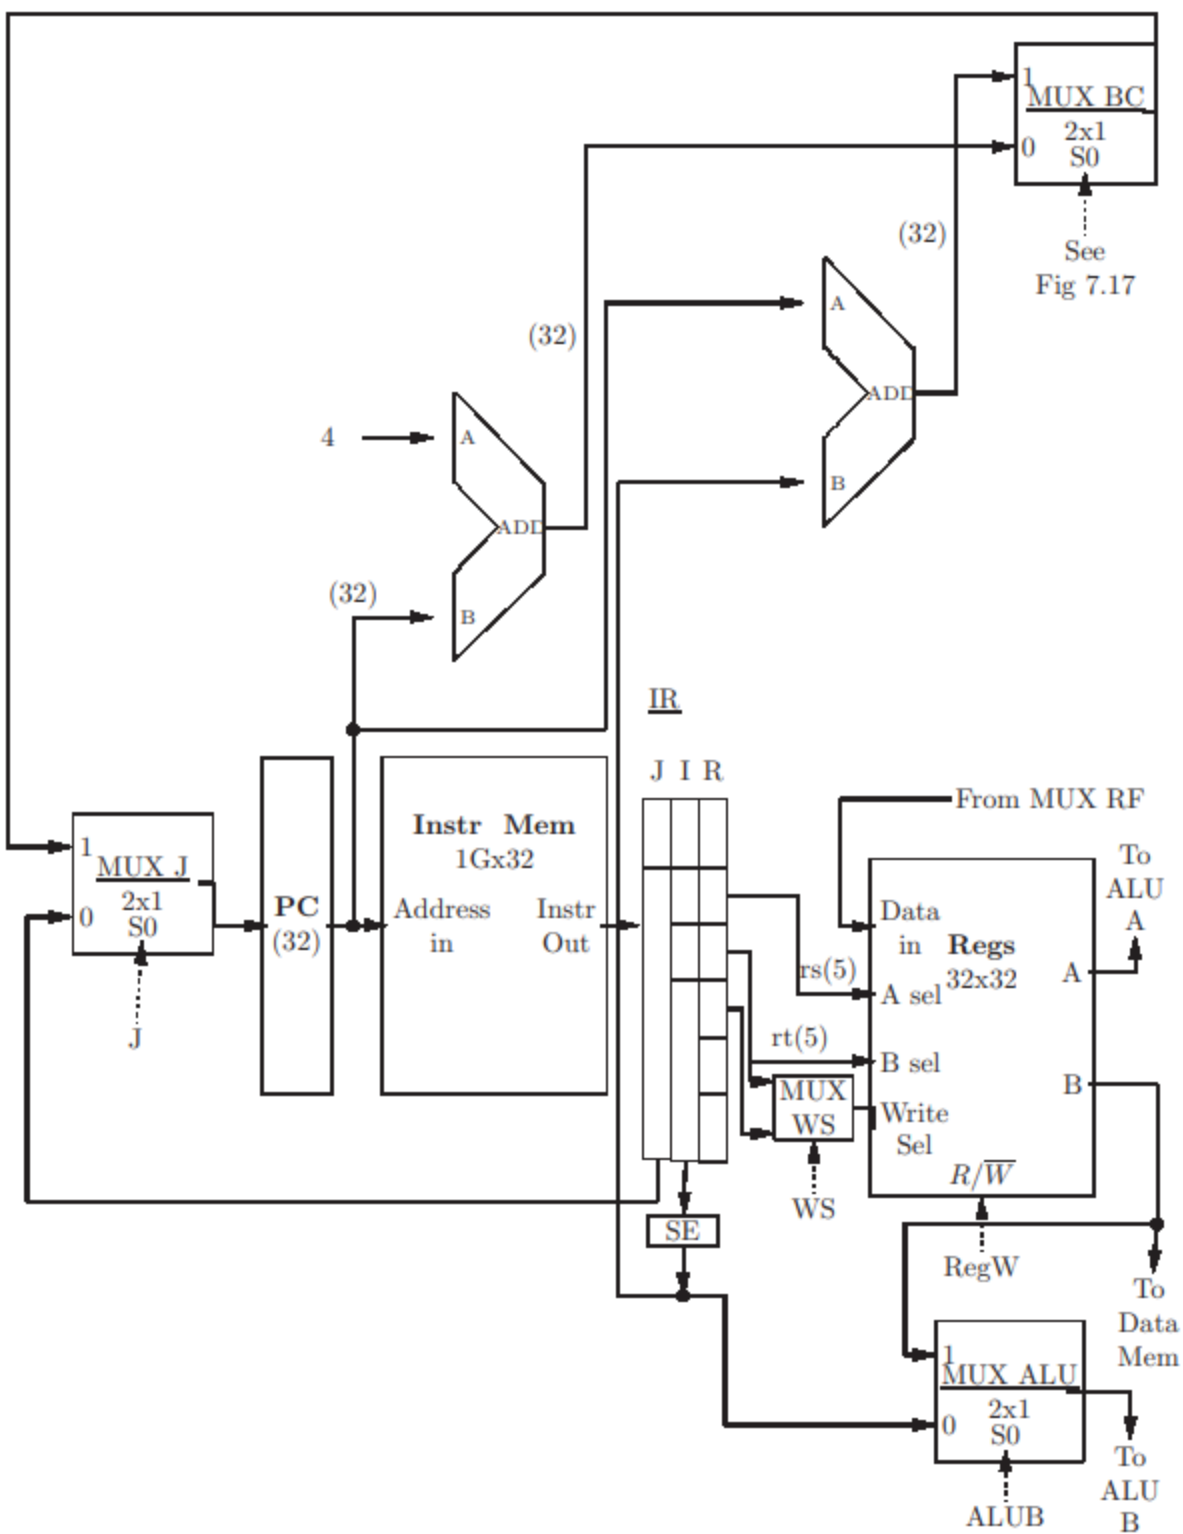 1
MUX BC
2x1
0
S0
See
Fig 7.17
(32)
A
ADD
B
(32)
4
A
ADD
B
(32)
IR
J I R
1
MUX J
2x1
0
S0
J
PC
(32)
Instr Mem
1Gx32
Address
in
Instr
Out
From MUX RF
To
ALU
A
Data
in
Regs
32x32
rs(5)
A sel
A
rt(5)
B sel
B
MUX
WS
Write
Sel
R/W̅
WS
SE
RegW
To
Data
Mem
1
MUX ALU
2x1
0
S0
To
ALU
B
ALUB